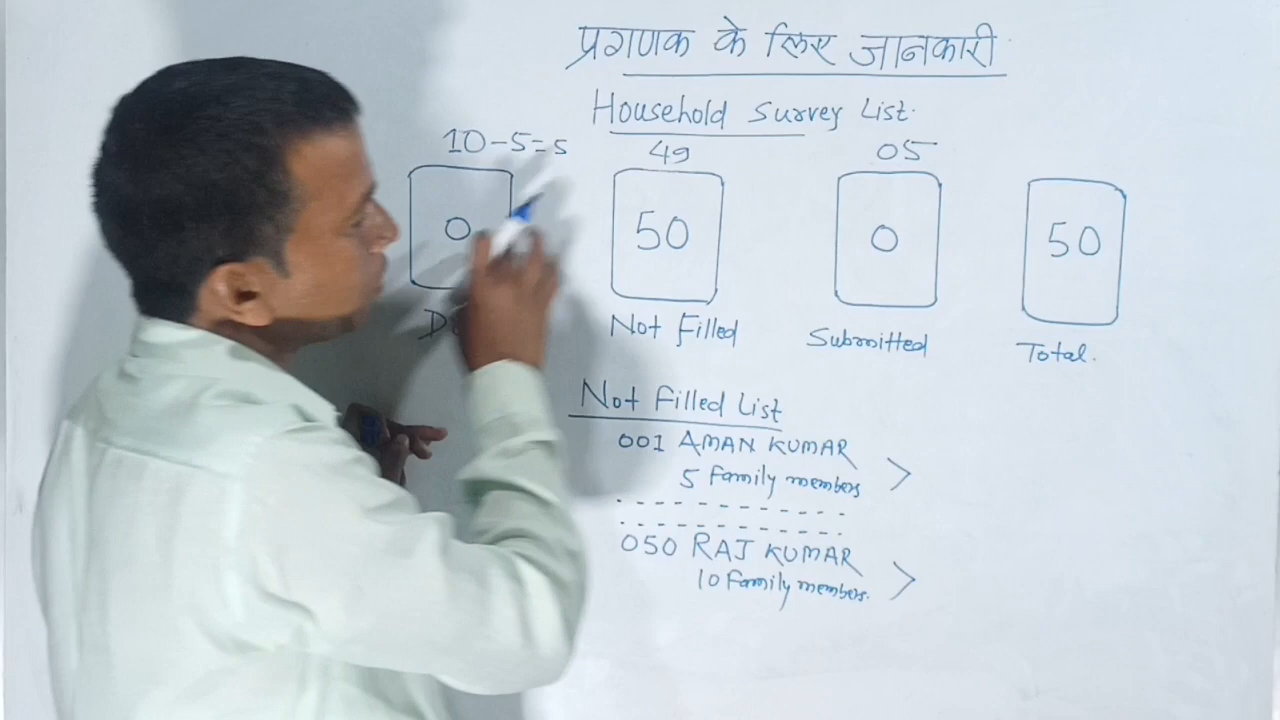 प्रगणक के लिए जानकारी
Household Survey List.
10-5=5 49 05
0 50 0 50
Not Filled Submitted Total.
Not Filled List
001 AMAN KUMAR >
5 Family members
050 RAJ KUMAR >
10 Family members.